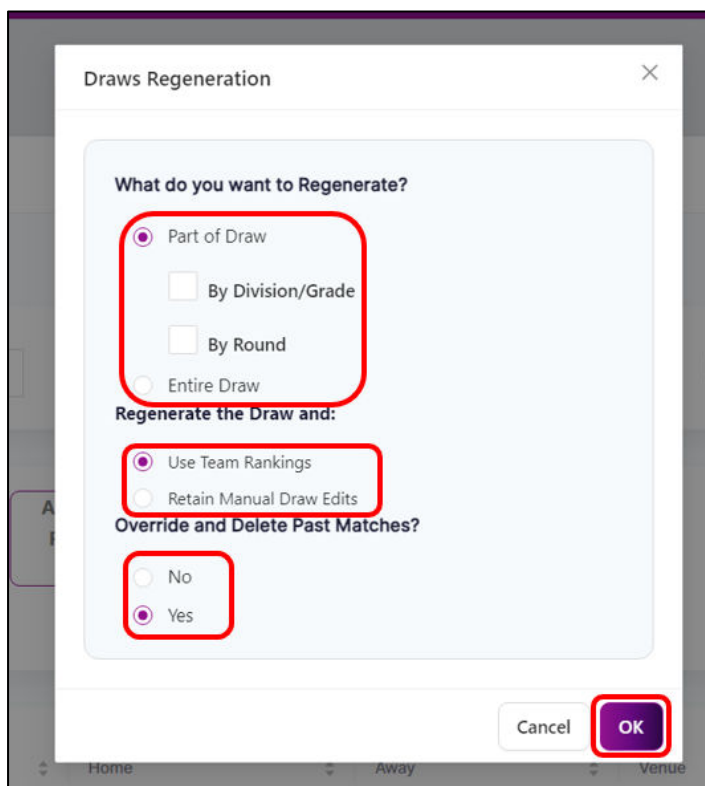 Draws Regeneration
What do you want to Regenerate?
Part of Draw
By Division/Grade
By Round
Entire Draw
Regenerate the Draw and:
Use Team Rankings
Retain Manual Draw Edits
Override and Delete Past Matches?
No
Yes
Cancel OK
Home Away Venue